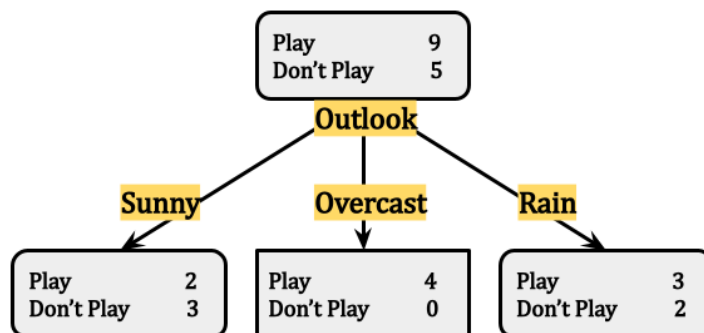 Play 9
Don't Play 5
Outlook
Sunny Overcast Rain
Play 2
Don't Play 3
Play 4
Don't Play 0
Play 3
Don't Play 2